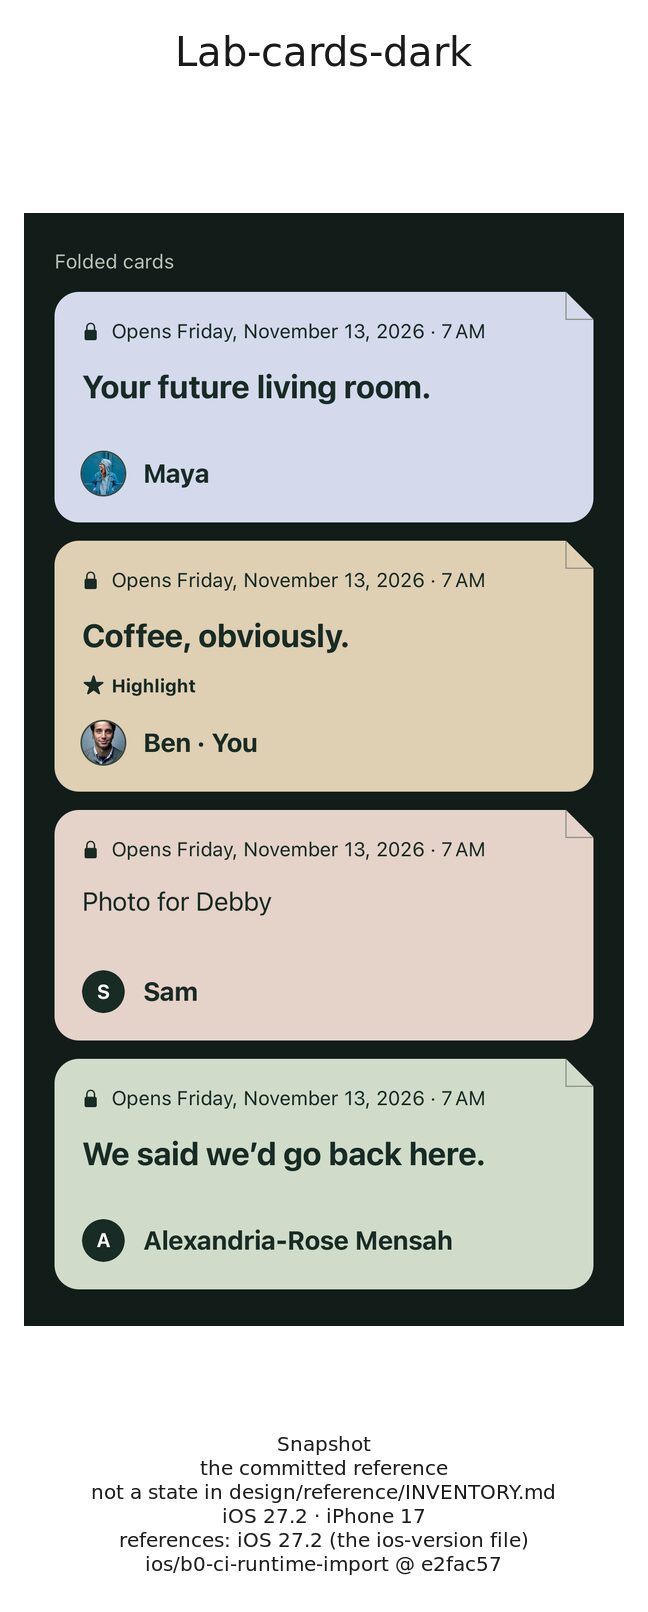 Lab-cards-dark
Folded cards
Opens Friday, November 13, 2026 · 7 AM
Your future living room.
Maya
Opens Friday, November 13, 2026 · 7 AM
Coffee, obviously.
Highlight
Ben · You
Opens Friday, November 13, 2026 · 7 AM
Photo for Debby
S
Sam
Opens Friday, November 13, 2026 · 7 AM
We said we’d go back here.
A
Alexandria-Rose Mensah
Snapshot
the committed reference
not a state in design/reference/INVENTORY.md
iOS 27.2 · iPhone 17
references: iOS 27.2 (the ios-version file)
ios/b0-ci-runtime-import @ e2fac57